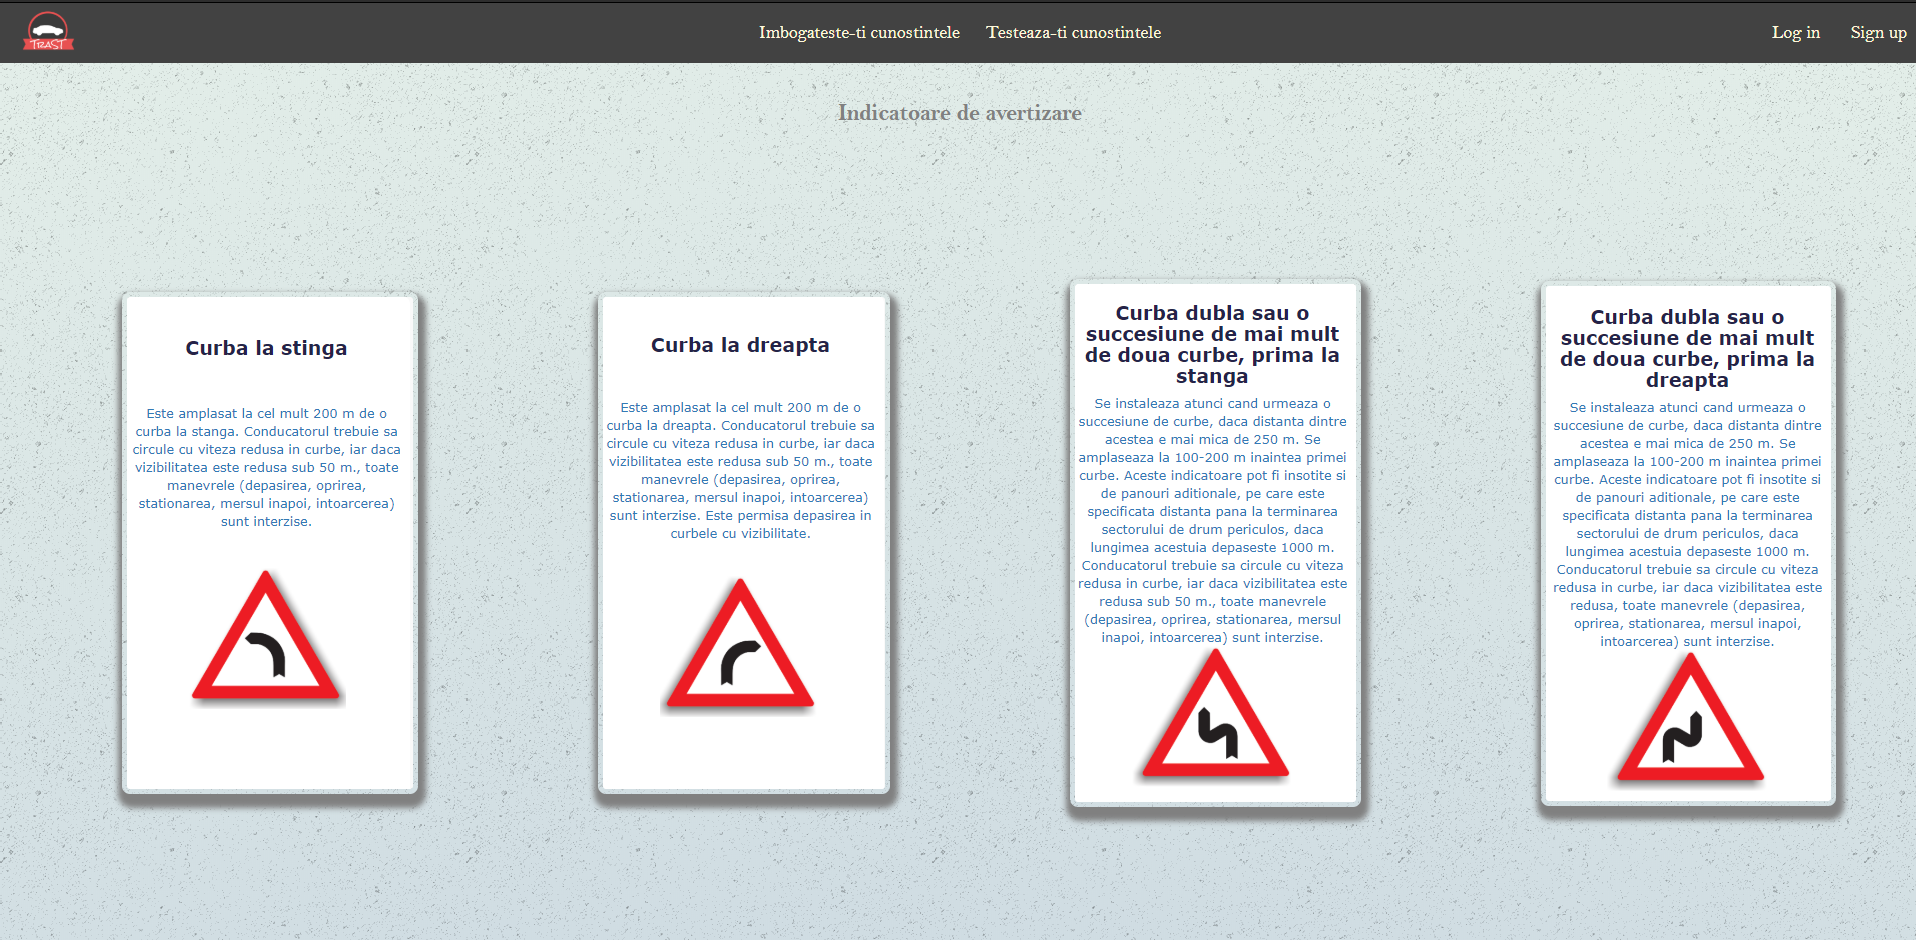 TRAST
Imbogateste-ti cunostintele
Testeaza-ti cunostintele
Log in
Sign up
Indicatoare de avertizare
Curba la stinga
Este amplasat la cel mult 200 m de o
curba la stanga. Conducatorul trebuie sa
circule cu viteza redusa in curbe, iar daca
vizibilitatea este redusa sub 50 m., toate
manevrele (depasirea, oprirea,
stationarea, mersul inapoi, intoarcerea)
sunt interzise.
Curba la dreapta
Este amplasat la cel mult 200 m de o
curba la dreapta. Conducatorul trebuie sa
circule cu viteza redusa in curbe, iar daca
vizibilitatea este redusa sub 50 m., toate
manevrele (depasirea, oprirea,
stationarea, mersul inapoi, intoarcerea)
sunt interzise. Este permisa depasirea in
curbele cu vizibilitate.
Curba dubla sau o
succesiune de mai mult
de doua curbe, prima la
stanga
Se instaleaza atunci cand urmeaza o
succesiune de curbe, daca distanta dintre
acestea e mai mica de 250 m. Se
amplaseaza la 100-200 m inaintea primei
curbe. Aceste indicatoare pot fi insotite si
de panouri aditionale, pe care este
specificata distanta pana la terminarea
sectorului de drum periculos, daca
lungimea acestuia depaseste 1000 m.
Conducatorul trebuie sa circule cu viteza
redusa in curbe, iar daca vizibilitatea este
redusa sub 50 m., toate manevrele
(depasirea, oprirea, stationarea, mersul
inapoi, intoarcerea) sunt interzise.
Curba dubla sau o
succesiune de mai mult
de doua curbe, prima la
dreapta
Se instaleaza atunci cand urmeaza o
succesiune de curbe, daca distanta dintre
acestea e mai mica de 250 m. Se
amplaseaza la 100-200 m inaintea primei
curbe. Aceste indicatoare pot fi insotite si
de panouri aditionale, pe care este
specificata distanta pana la terminarea
sectorului de drum periculos, daca
lungimea acestuia depaseste 1000 m.
Conducatorul trebuie sa circule cu viteza
redusa in curbe, iar daca vizibilitatea este
redusa, toate manevrele (depasirea,
oprirea, stationarea, mersul inapoi,
intoarcerea) sunt interzise.